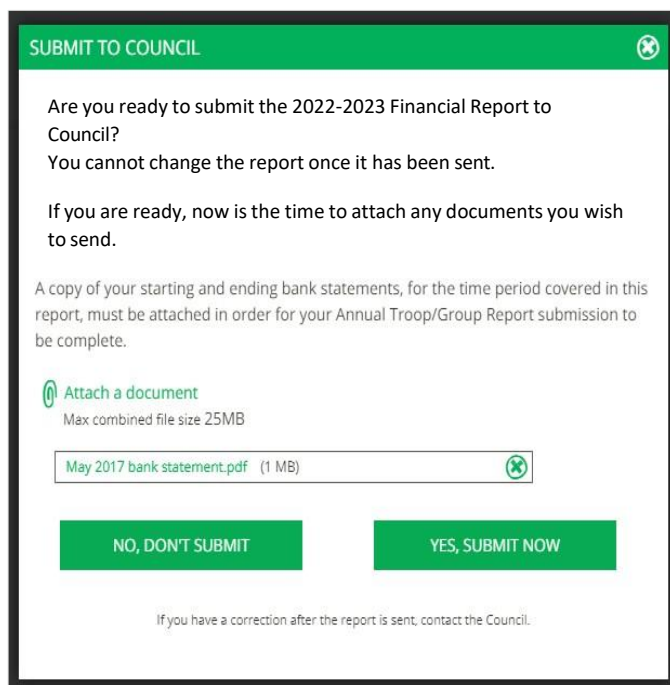 SUBMIT TO COUNCIL
Are you ready to submit the 2022-2023 Financial Report to
Council?
You cannot change the report once it has been sent.
If you are ready, now is the time to attach any documents you wish
to send.
A copy of your starting and ending bank statements, for the time period covered in this
report, must be attached in order for your Annual Troop/Group Report submission to
be complete.
Attach a document
Max combined file size 25MB
May 2017 bank statement.pdf (1 MB)
NO, DON'T SUBMIT
YES, SUBMIT NOW
If you have a correction after the report is sent, contact the Council.